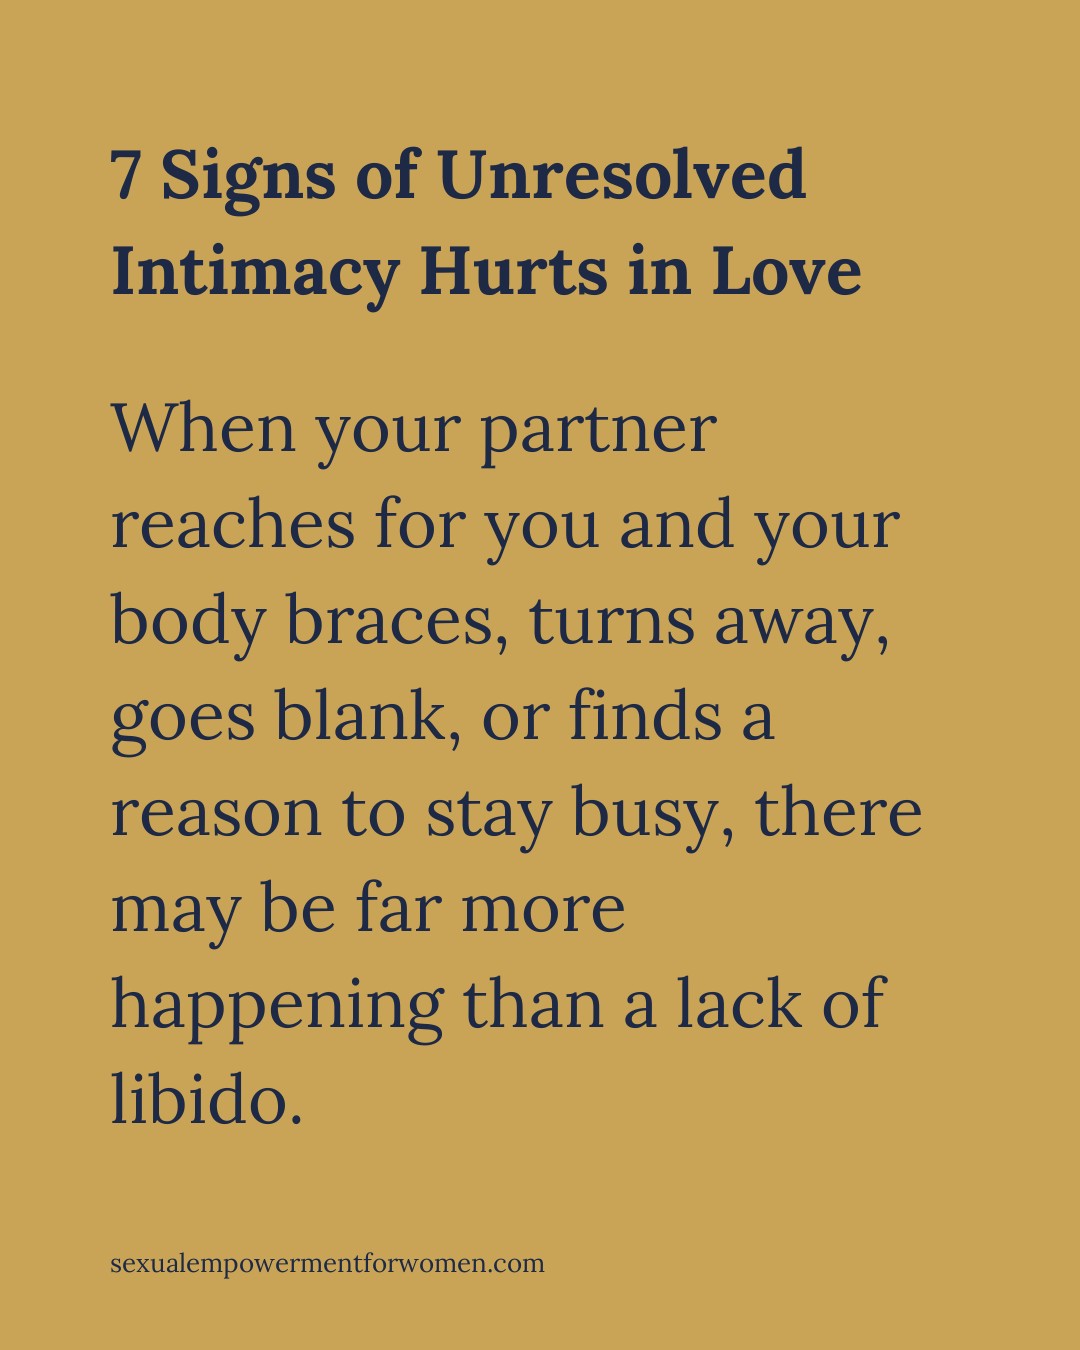 7 Signs of Unresolved
Intimacy Hurts in Love
When your partner
reaches for you and your
body braces, turns away,
goes blank, or finds a
reason to stay busy, there
may be far more
happening than a lack of
libido.
sexualempowermentforwomen.com